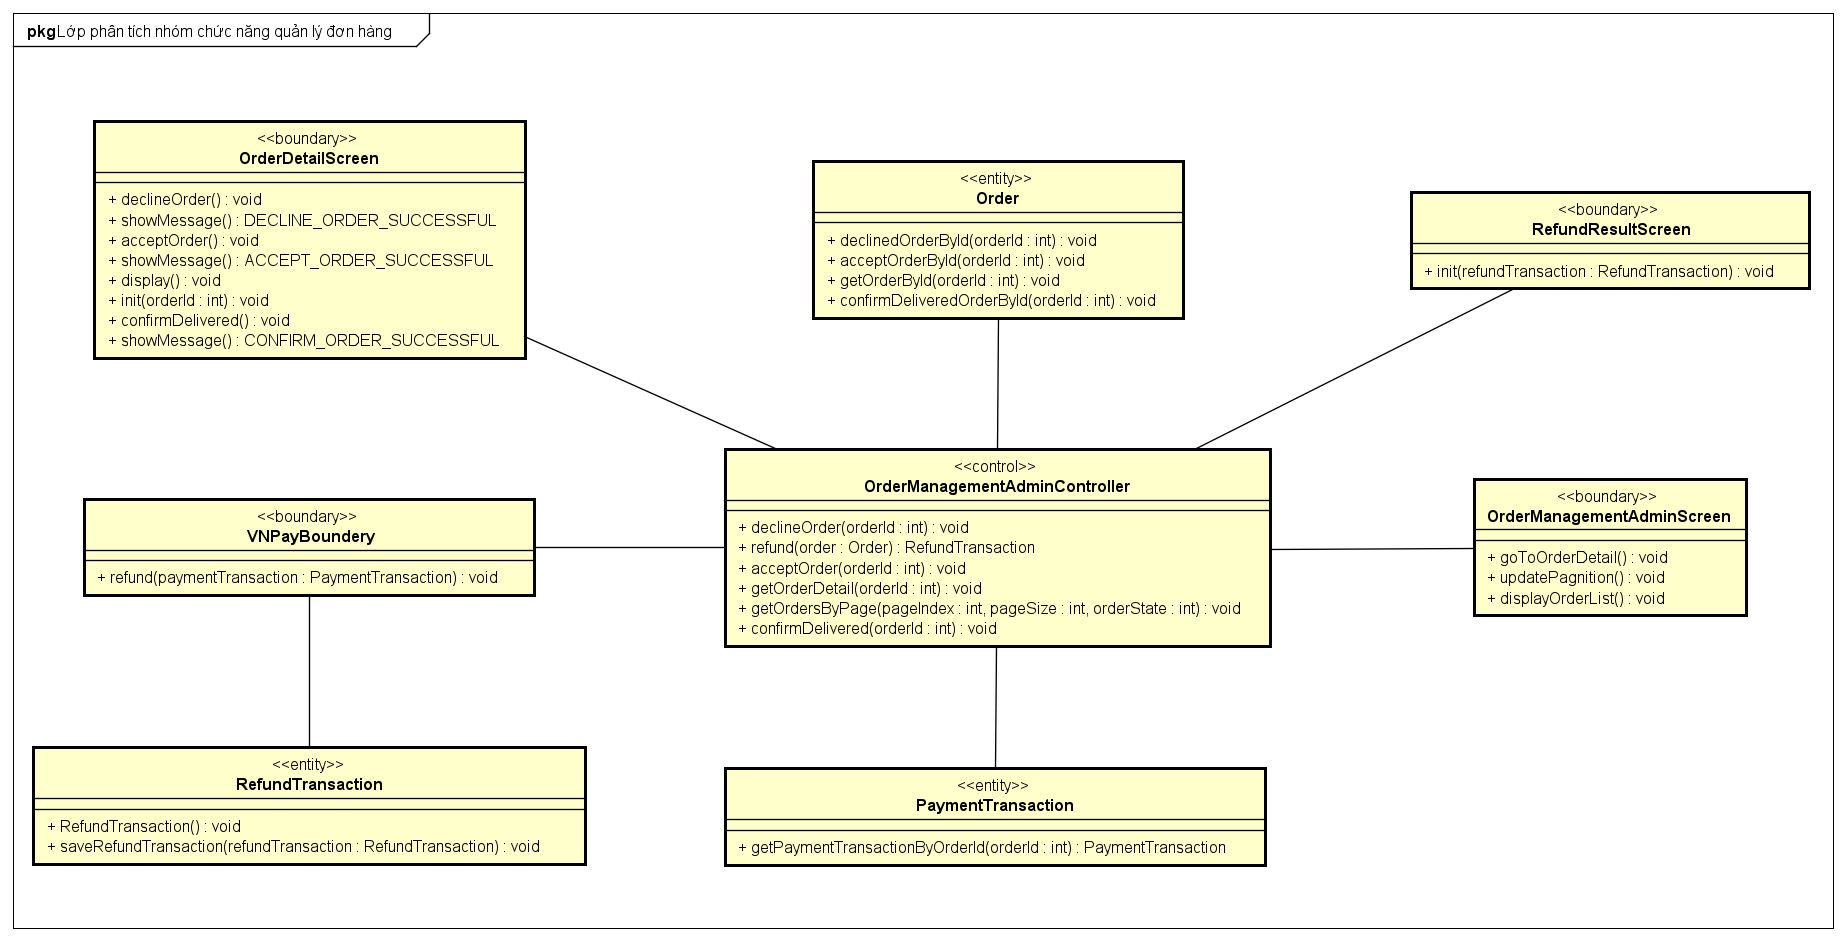 pkg Lớp phân tích nhóm chức năng quản lý đơn hàng
<<boundary>>
OrderDetailScreen
+ declineOrder() : void
+ showMessage() : DECLINE_ORDER_SUCCESSFUL
+ acceptOrder() : void
+ showMessage() : ACCEPT_ORDER_SUCCESSFUL
+ display() : void
+ init(orderId : int) : void
+ confirmDelivered() : void
+ showMessage() : CONFIRM_ORDER_SUCCESSFUL
<<entity>>
Order
+ declinedOrderById(orderId : int) : void
+ acceptOrderById(orderId : int) : void
+ getOrderById(orderId : int) : void
+ confirmDeliveredOrderById(orderId : int) : void
<<boundary>>
RefundResultScreen
+ init(refundTransaction : RefundTransaction) : void
<<boundary>>
VNPayBoundery
+ refund(paymentTransaction : PaymentTransaction) : void
<<control>>
OrderManagementAdminController
+ declineOrder(orderId : int) : void
+ refund(order : Order) : RefundTransaction
+ acceptOrder(orderId : int) : void
+ getOrderDetail(orderId : int) : void
+ getOrdersByPage(pageIndex : int, pageSize : int, orderState : int) : void
+ confirmDelivered(orderId : int) : void
<<boundary>>
OrderManagementAdminScreen
+ goToOrderDetail() : void
+ updatePagnition() : void
+ displayOrderList() : void
<<entity>>
RefundTransaction
+ RefundTransaction() : void
+ saveRefundTransaction(refundTransaction : RefundTransaction) : void
<<entity>>
PaymentTransaction
+ getPaymentTransactionByOrderId(orderId : int) : PaymentTransaction